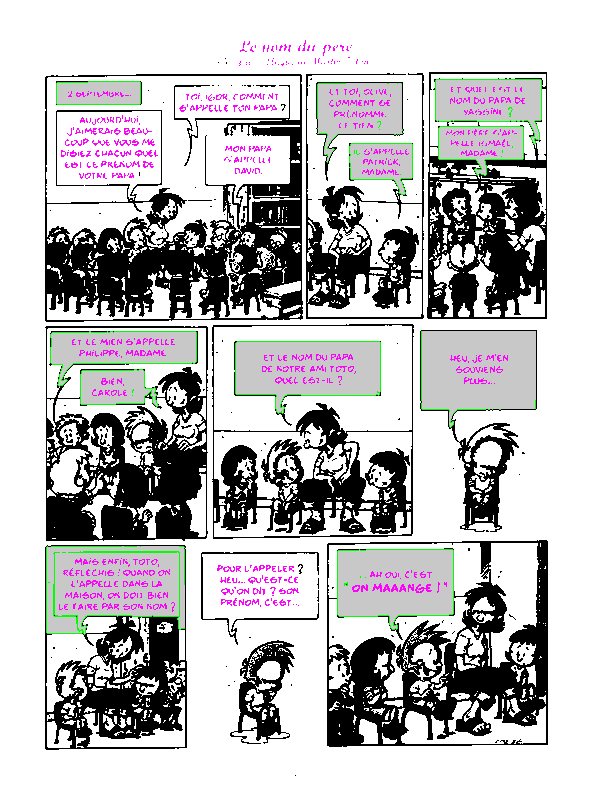 Le nom du père
2 SEPTEMBRE...
AUJOURD'HUI,
J'AIMERAIS BEAU-
COUP QUE VOUS ME
DISIEZ CHACUN QUEL
EST LE PRÉNOM DE
VOTRE PAPA !
TOI, IGOR, COMMENT
S'APPELLE TON PAPA ?
MON PAPA
S'APPELLE
DAVID.
ET TOI, OLIVE,
COMMENT SE
PRÉNOMME
LE TIEN ?
IL S'APPELLE
PATRICK,
MADAME.
ET QUEL EST LE
NOM DU PAPA DE
YASSINE ?
MON PÈRE S'AP-
PELLE ISMAËL,
MADAME !
ET LE MIEN S'APPELLE
PHILIPPE, MADAME
BIEN,
CAROLE !
ET LE NOM DU PAPA
DE NOTRE AMI TOTO,
QUEL EST-IL ?
HEU, JE M'EN
SOUVIENS
PLUS...
MAIS ENFIN, TOTO,
RÉFLÉCHIS ! QUAND ON
L'APPELLE DANS LA
MAISON, ON DOIT BIEN
LE FAIRE PAR SON NOM ?
POUR L'APPELER ?
HEU... QU'EST-CE
QU'ON DIT ? SON
PRÉNOM, C'EST...
... AH OUI, C'EST
" ON MAAANGE ! "